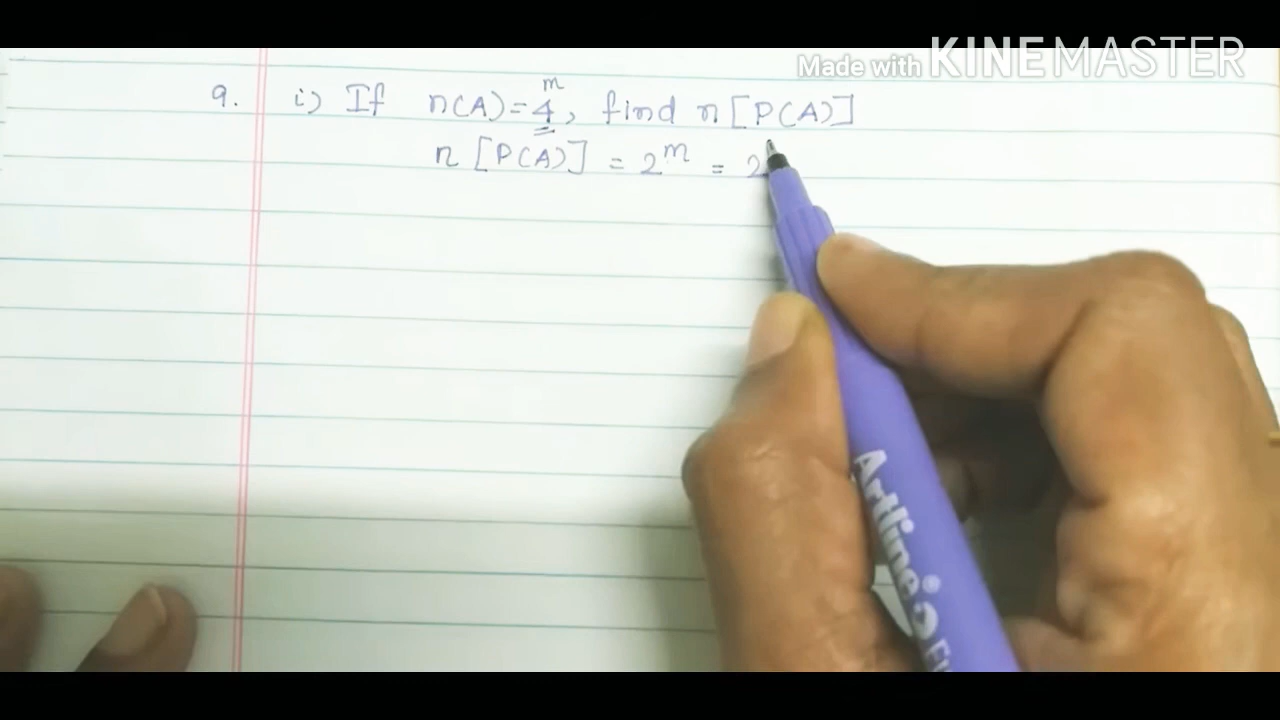 Made with KINEMASTER
9. i) If n(A) = 4, find n[P(A)]
m
n[P(A)] = 2^m = 2
Artline